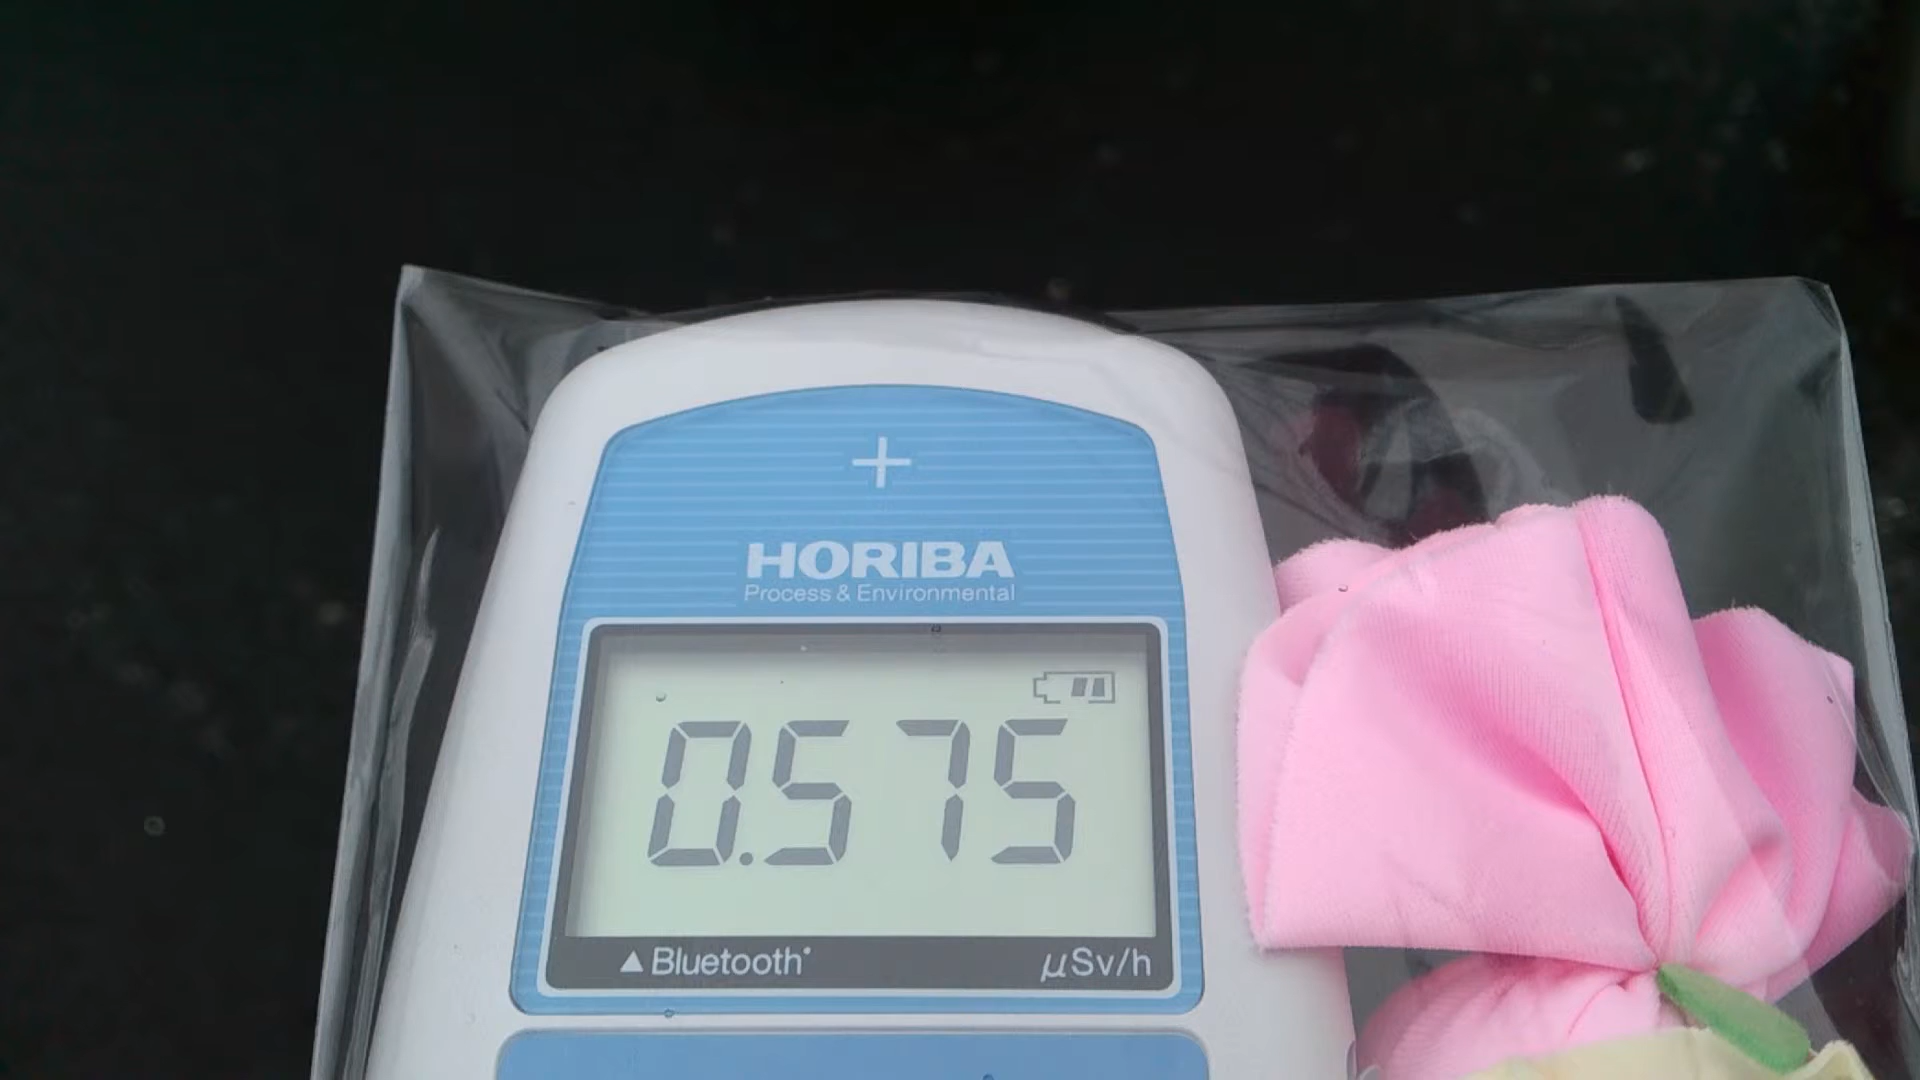 HORIBA
Process & Environmental
0.575
▲Bluetooth® μSv/h